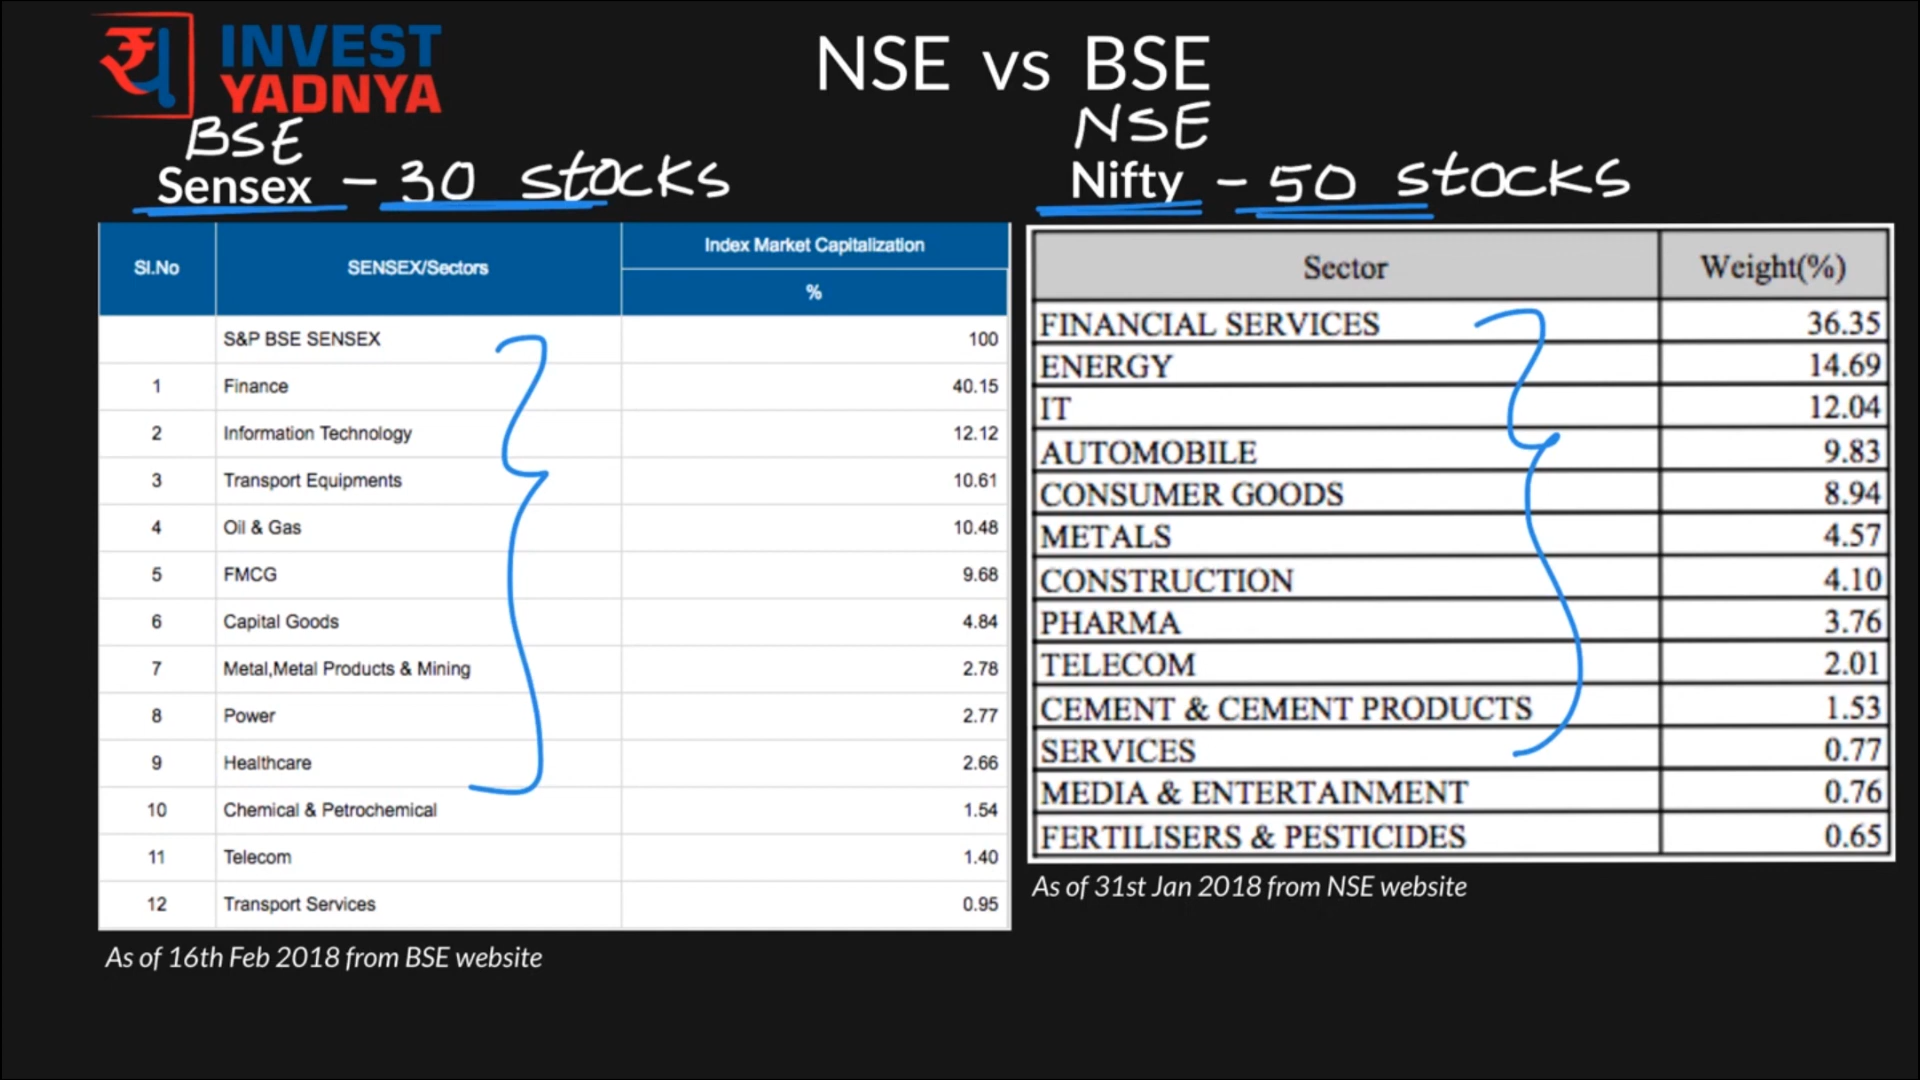 य
INVEST
YADNYA
NSE vs BSE
BSE
Sensex - 30 stocks
Sl.No SENSEX/Sectors Index Market Capitalization
%
S&P BSE SENSEX 100
1 Finance 40.15
2 Information Technology 12.12
3 Transport Equipments 10.61
4 Oil & Gas 10.48
5 FMCG 9.68
6 Capital Goods 4.84
7 Metal,Metal Products & Mining 2.78
8 Power 2.77
9 Healthcare 2.66
10 Chemical & Petrochemical 1.54
11 Telecom 1.40
12 Transport Services 0.95
As of 16th Feb 2018 from BSE website
NSE
Nifty - 50 stocks
Sector Weight(%)
FINANCIAL SERVICES 36.35
ENERGY 14.69
IT 12.04
AUTOMOBILE 9.83
CONSUMER GOODS 8.94
METALS 4.57
CONSTRUCTION 4.10
PHARMA 3.76
TELECOM 2.01
CEMENT & CEMENT PRODUCTS 1.53
SERVICES 0.77
MEDIA & ENTERTAINMENT 0.76
FERTILISERS & PESTICIDES 0.65
As of 31st Jan 2018 from NSE website